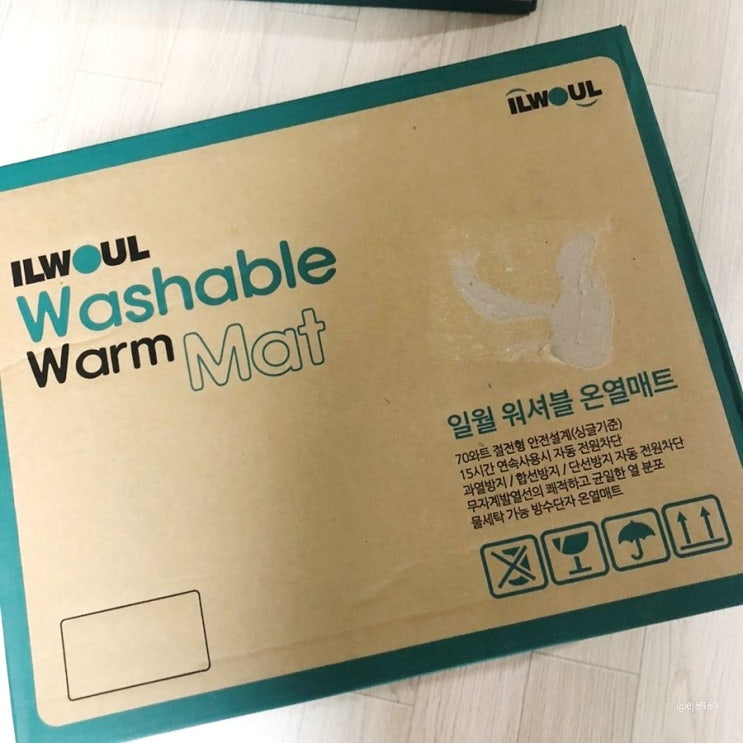 ILWOUL
ILWOUL
Washable
Warm Mat
일월 워셔블 온열매트
70와트 절전형 안전설계(싱글기준)
15시간 연속사용시 자동 전원차단
과열방지 / 합선방지 / 단선방지 자동 전원차단
무자계발열선의 쾌적하고 균일한 열 분포
물세탁 가능 방수단자 온열매트